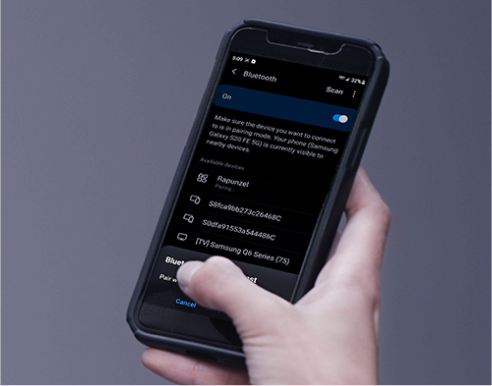 5:09 32%
Bluetooth
Scan
On
Make sure the device you want to connect
to is in pairing mode. Your phone (Samsung
Galaxy S20 FE 5G) is currently visible to
nearby devices.
Available devices
Rapunzel
Pairing...
S8fca9bb273c26468C
S0dfa91553a544486C
[TV] Samsung Q6 Series (75)
Pair
Cancel